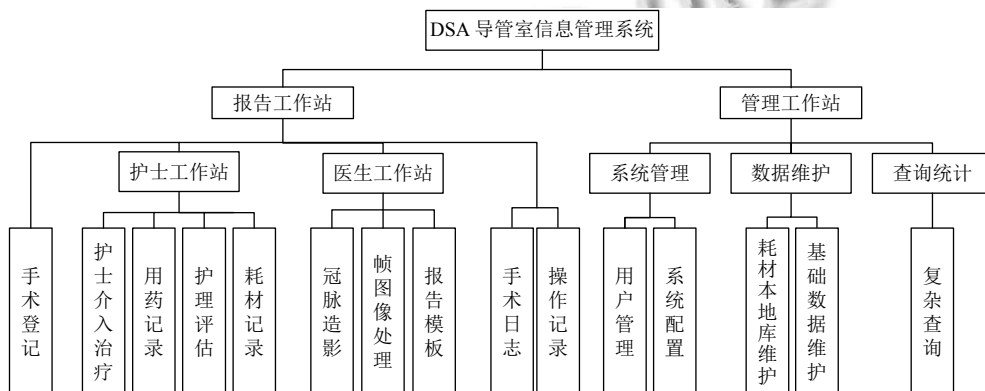 DSA 导管室信息管理系统
报告工作站
管理工作站
护士工作站
医生工作站
系统管理
数据维护
查询统计
手术登记
护士介入治疗
用药记录
护理评估
耗材记录
冠脉造影
帧图像处理
报告模板
手术日志
操作记录
用户管理
系统配置
耗材本地库维护
基础数据维护
复杂查询